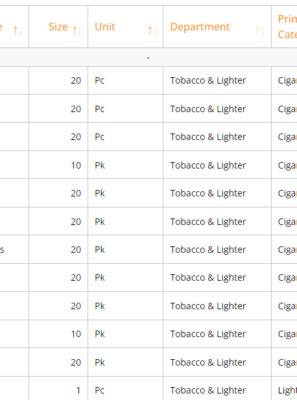 e Size Unit Department Prim
Cate
-
20 Pc Tobacco & Lighter Cigar
20 Pc Tobacco & Lighter Cigar
20 Pc Tobacco & Lighter Cigar
10 Pk Tobacco & Lighter Cigar
20 Pk Tobacco & Lighter Cigar
20 Pk Tobacco & Lighter Cigar
s 20 Pk Tobacco & Lighter Cigar
20 Pk Tobacco & Lighter Cigar
20 Pk Tobacco & Lighter Cigar
10 Pk Tobacco & Lighter Cigar
20 Pk Tobacco & Lighter Cigar
1 Pc Tobacco & Lighter Light